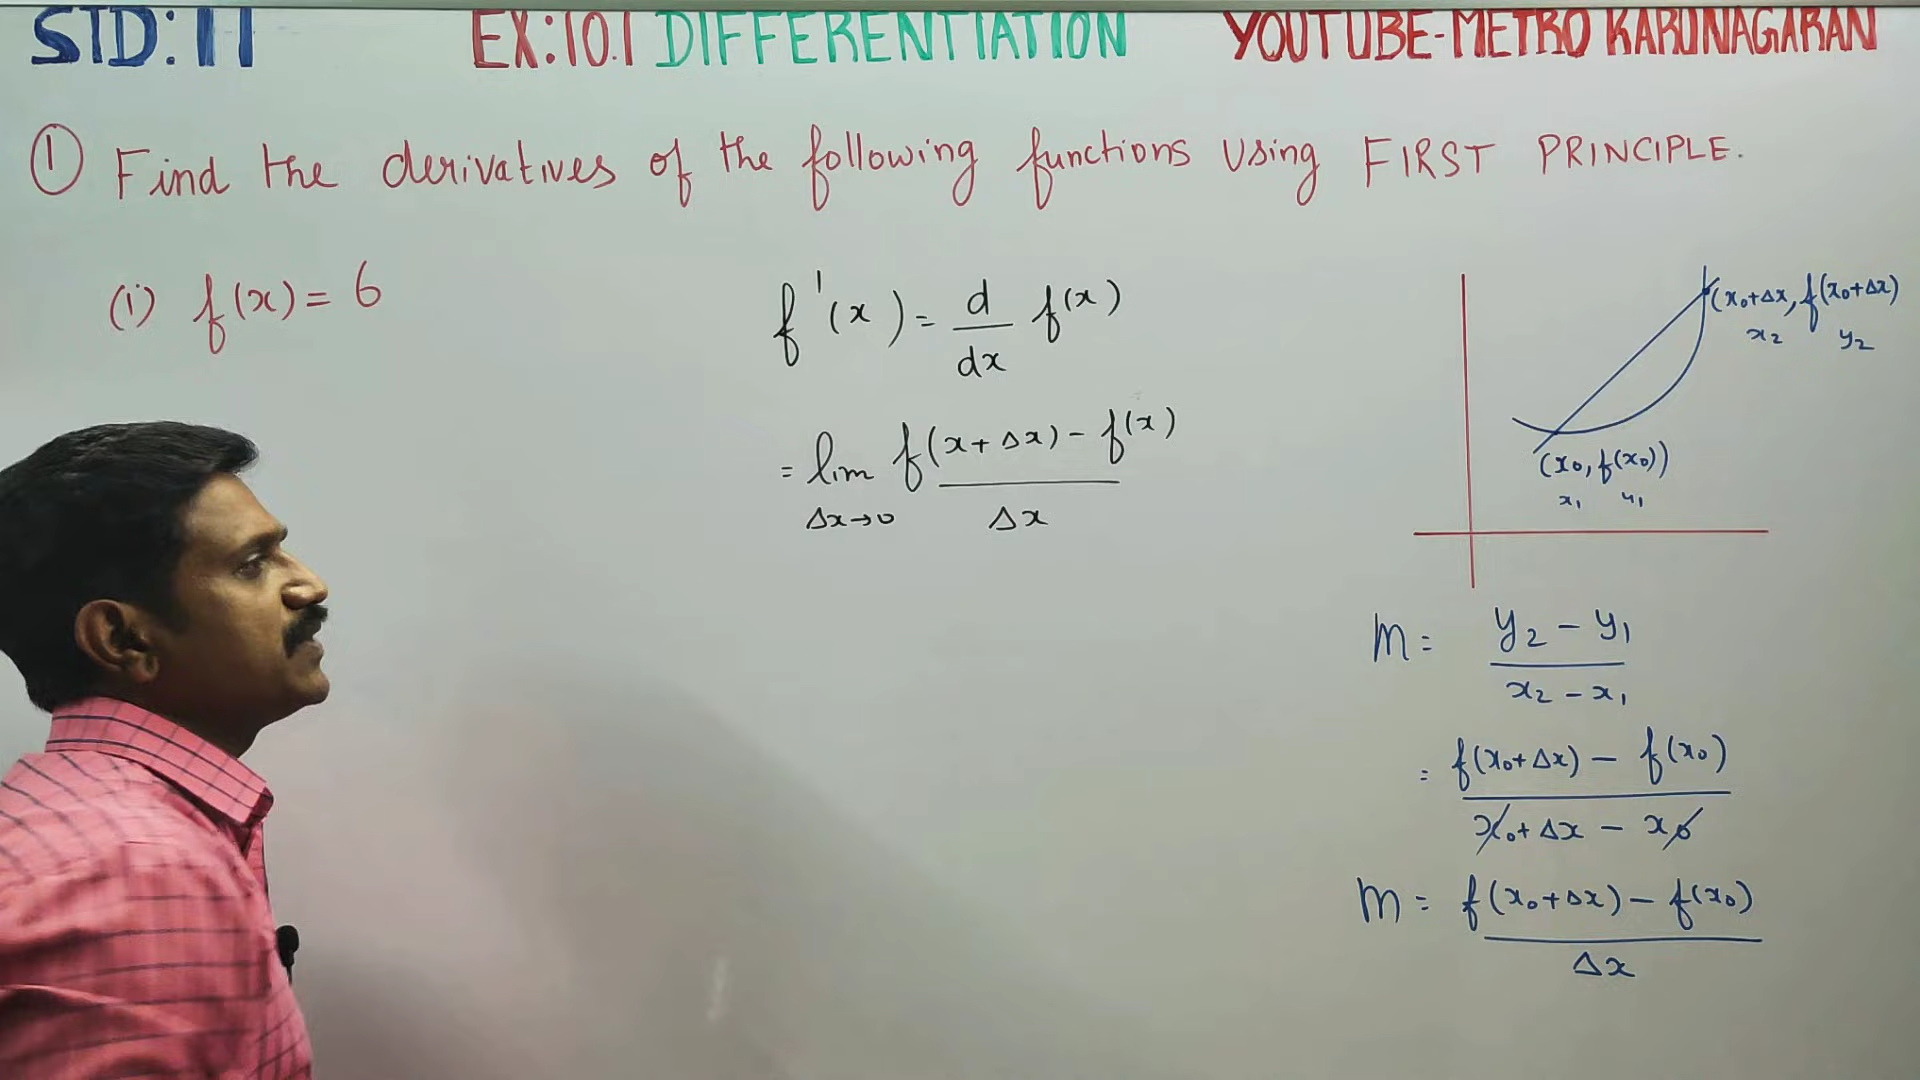 STD: 11 EX:10.1 DIFFERENTIATION YOUTUBE-METRO KARUNAGARAN
① Find the derivatives of the following functions using FIRST PRINCIPLE.
(i) f(x) = 6
f'(x) = d/dx f(x)
= lim Δx→0 f(x+Δx) - f(x) / Δx
(x0+Δx, f(x0+Δx)
x2 y2
(x0, f(x0))
x1 y1
m = y2 - y1 / x2 - x1
= f(x0+Δx) - f(x0) / x0+Δx - x0
m = f(x0+Δx) - f(x0) / Δx